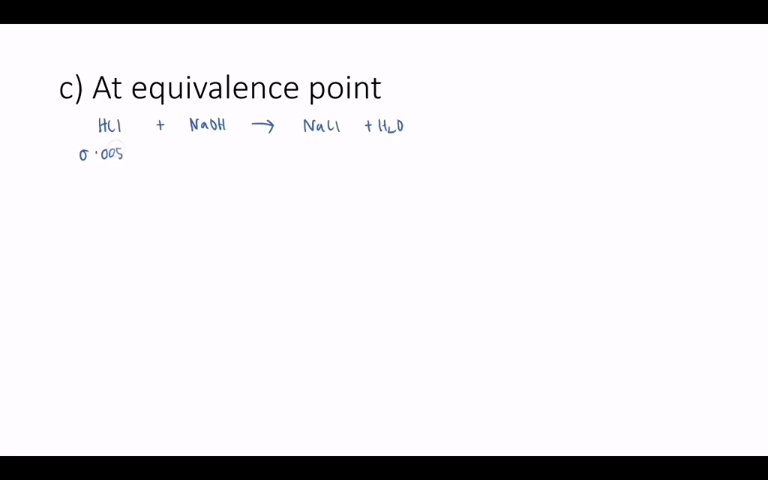 c) At equivalence point
HCl + NaOH → NaCl + H₂O
0.005